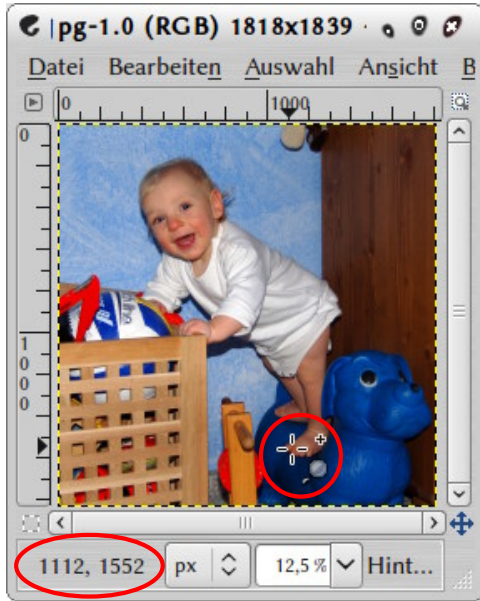 pg-1.0 (RGB) 1818x1839
Datei Bearbeiten Auswahl Ansicht B
0 1000
0
1
0
0
0
1112, 1552 px 12,5 % Hint...